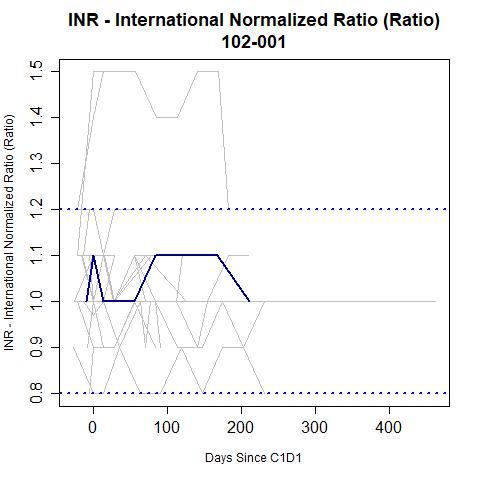 INR - International Normalized Ratio (Ratio)
102-001
INR - International Normalized Ratio (Ratio)
1.5
1.4
1.3
1.2
1.1
1.0
0.9
0.8
0 100 200 300 400
Days Since C1D1